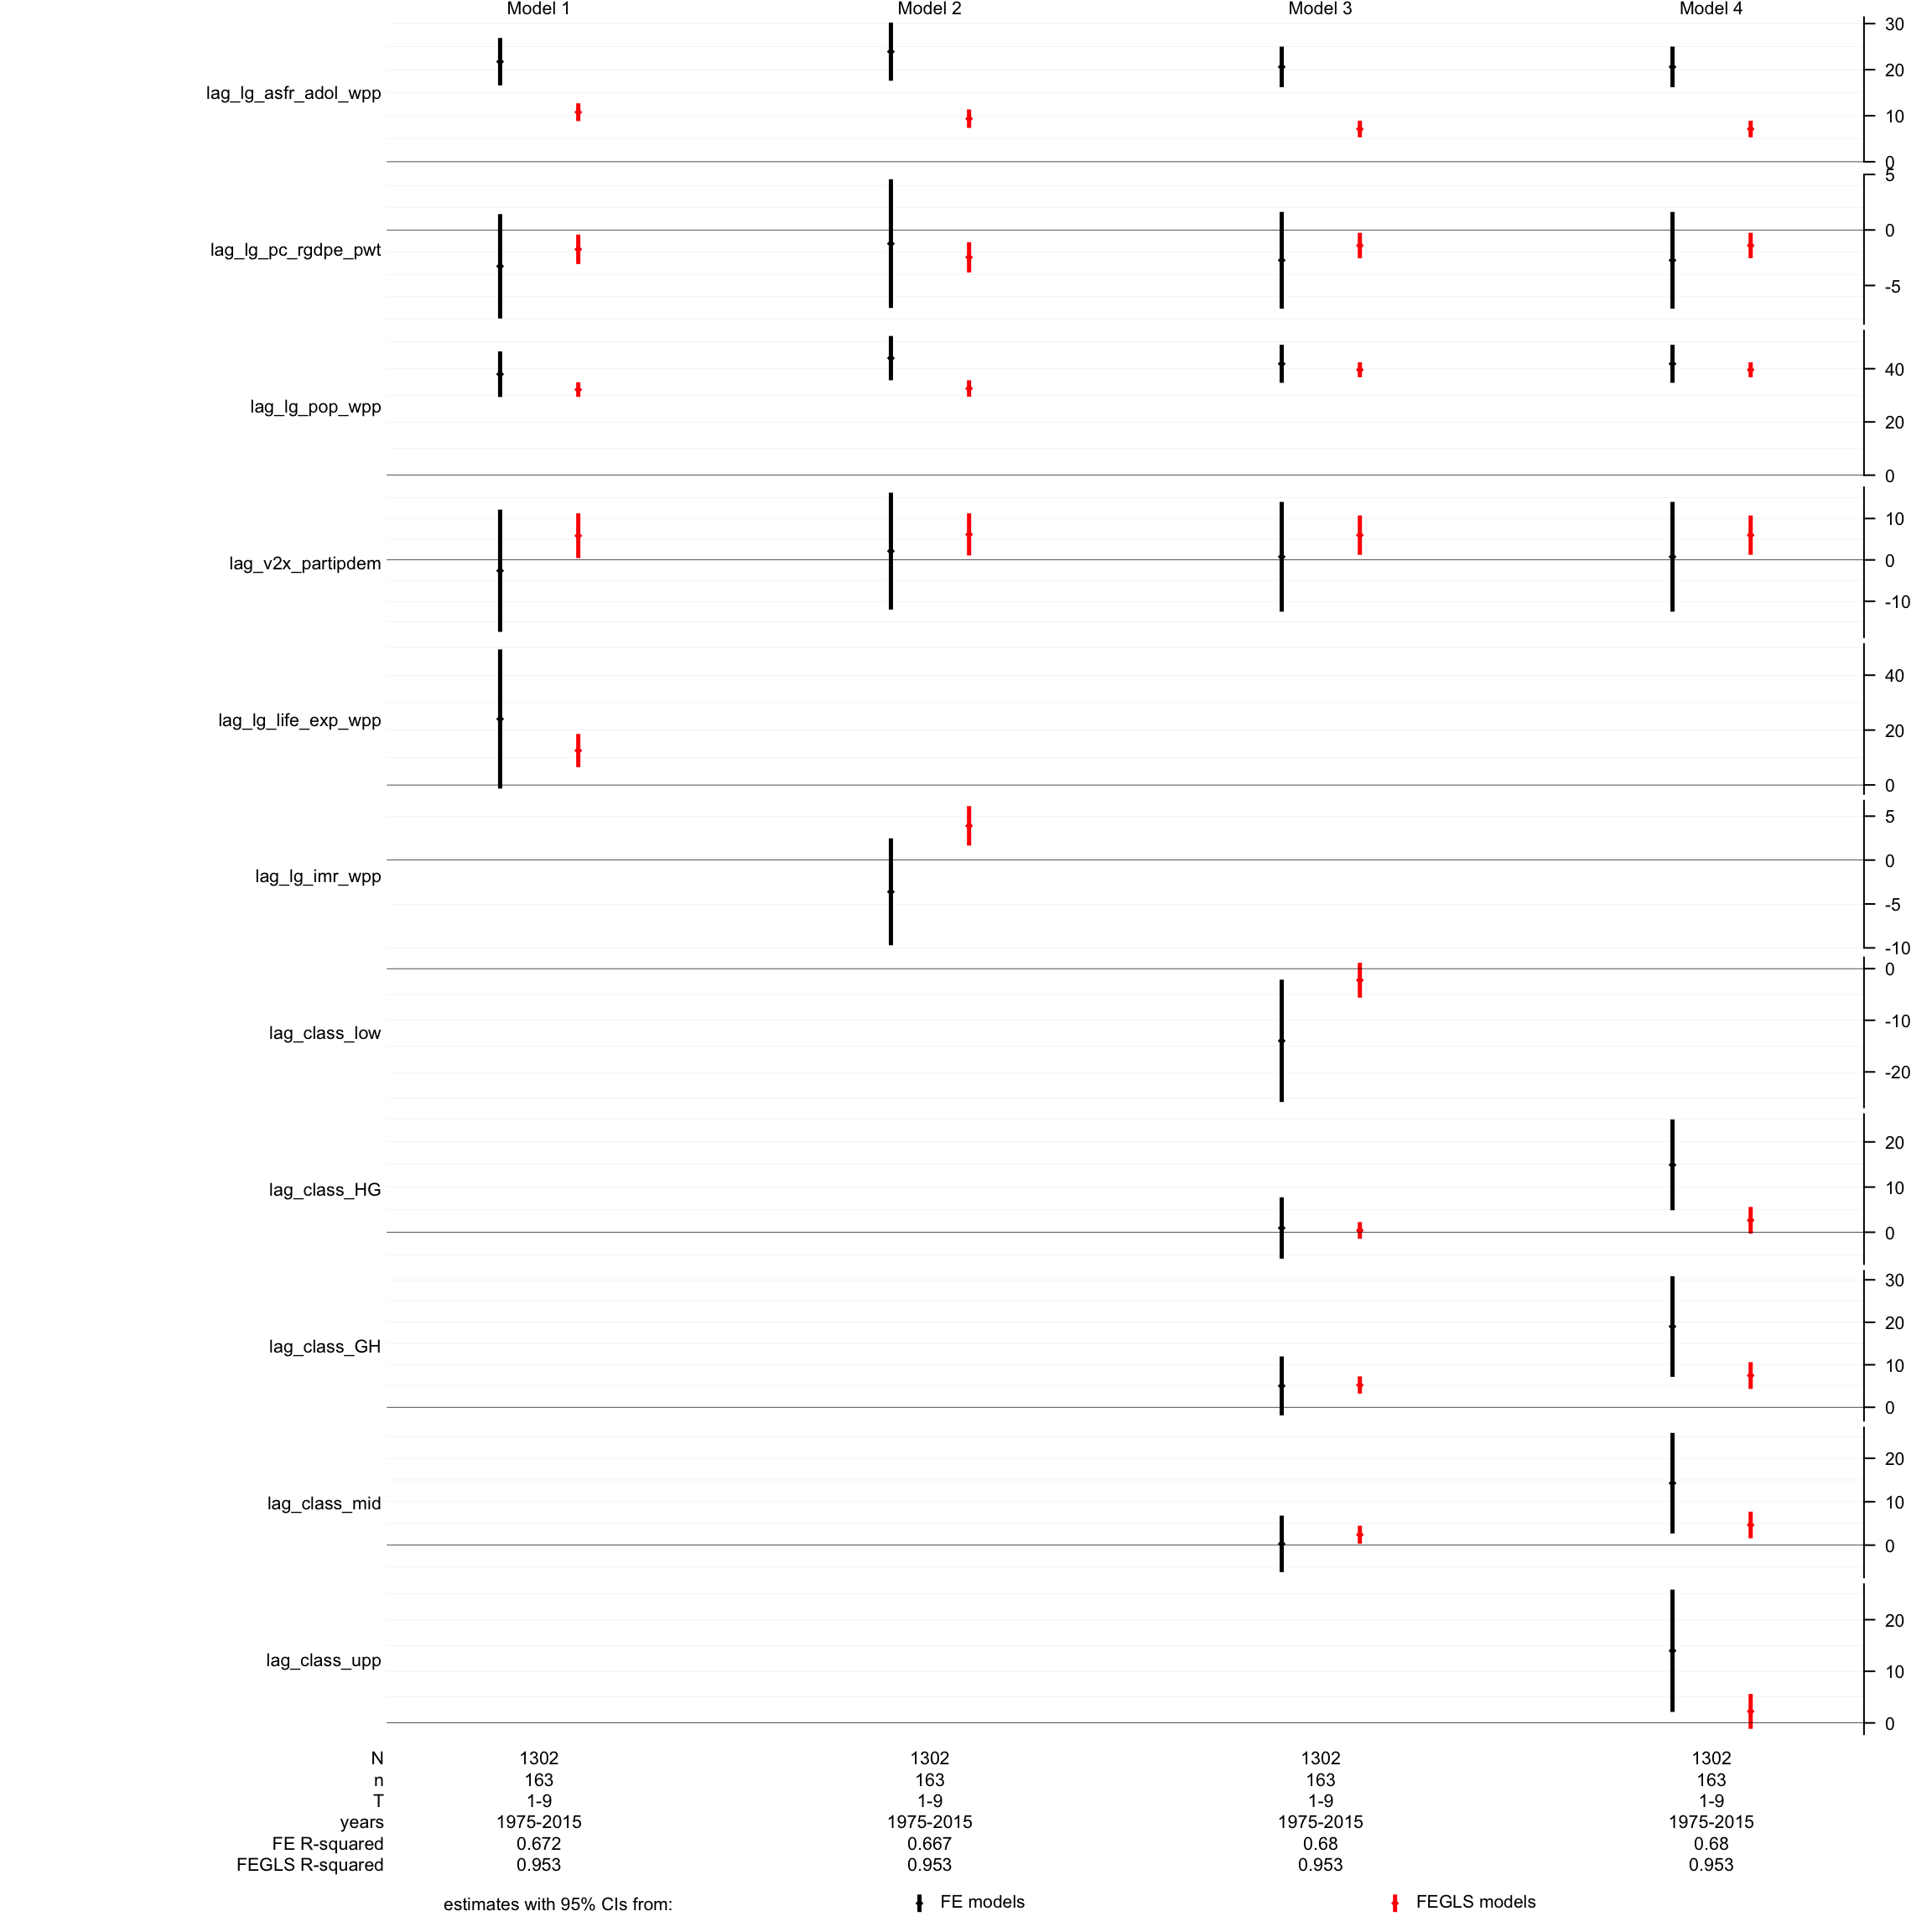 Model 1 Model 2 Model 3 Model 4
lag_lg_asfr_adol_wpp
30
20
10
0
lag_lg_pc_rgdpe_pwt
5
0
-5
lag_lg_pop_wpp
40
20
0
lag_v2x_partipdem
10
0
-10
lag_lg_life_exp_wpp
40
20
0
lag_lg_imr_wpp
5
0
-5
-10
lag_class_low
0
-10
-20
lag_class_HG
20
10
0
lag_class_GH
30
20
10
0
lag_class_mid
20
10
0
lag_class_upp
20
10
0
N 1302 1302 1302 1302
n 163 163 163 163
T 1-9 1-9 1-9 1-9
years 1975-2015 1975-2015 1975-2015 1975-2015
FE R-squared 0.672 0.667 0.68 0.68
FEGLS R-squared 0.953 0.953 0.953 0.953
estimates with 95% CIs from: FE models FEGLS models